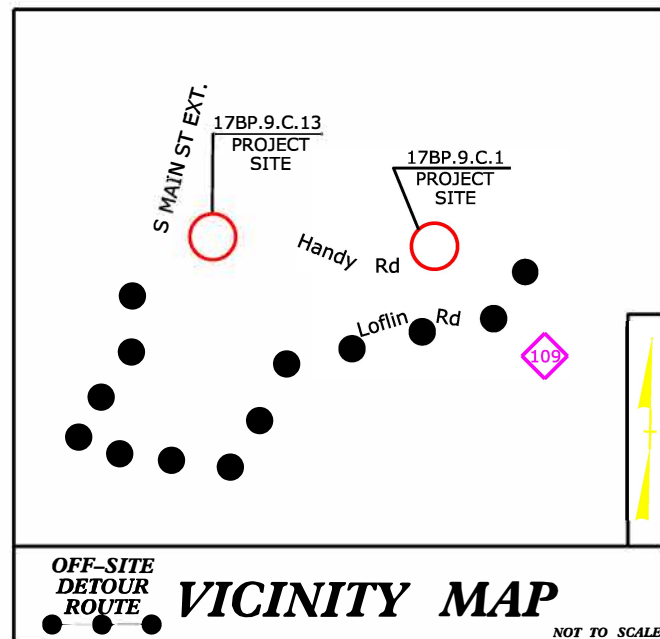 S MAIN ST EXT.
17BP.9.C.13
PROJECT
SITE
17BP.9.C.1
PROJECT
SITE
Handy Rd
Loflin Rd
109
OFF-SITE
DETOUR
ROUTE
VICINITY MAP
NOT TO SCALE